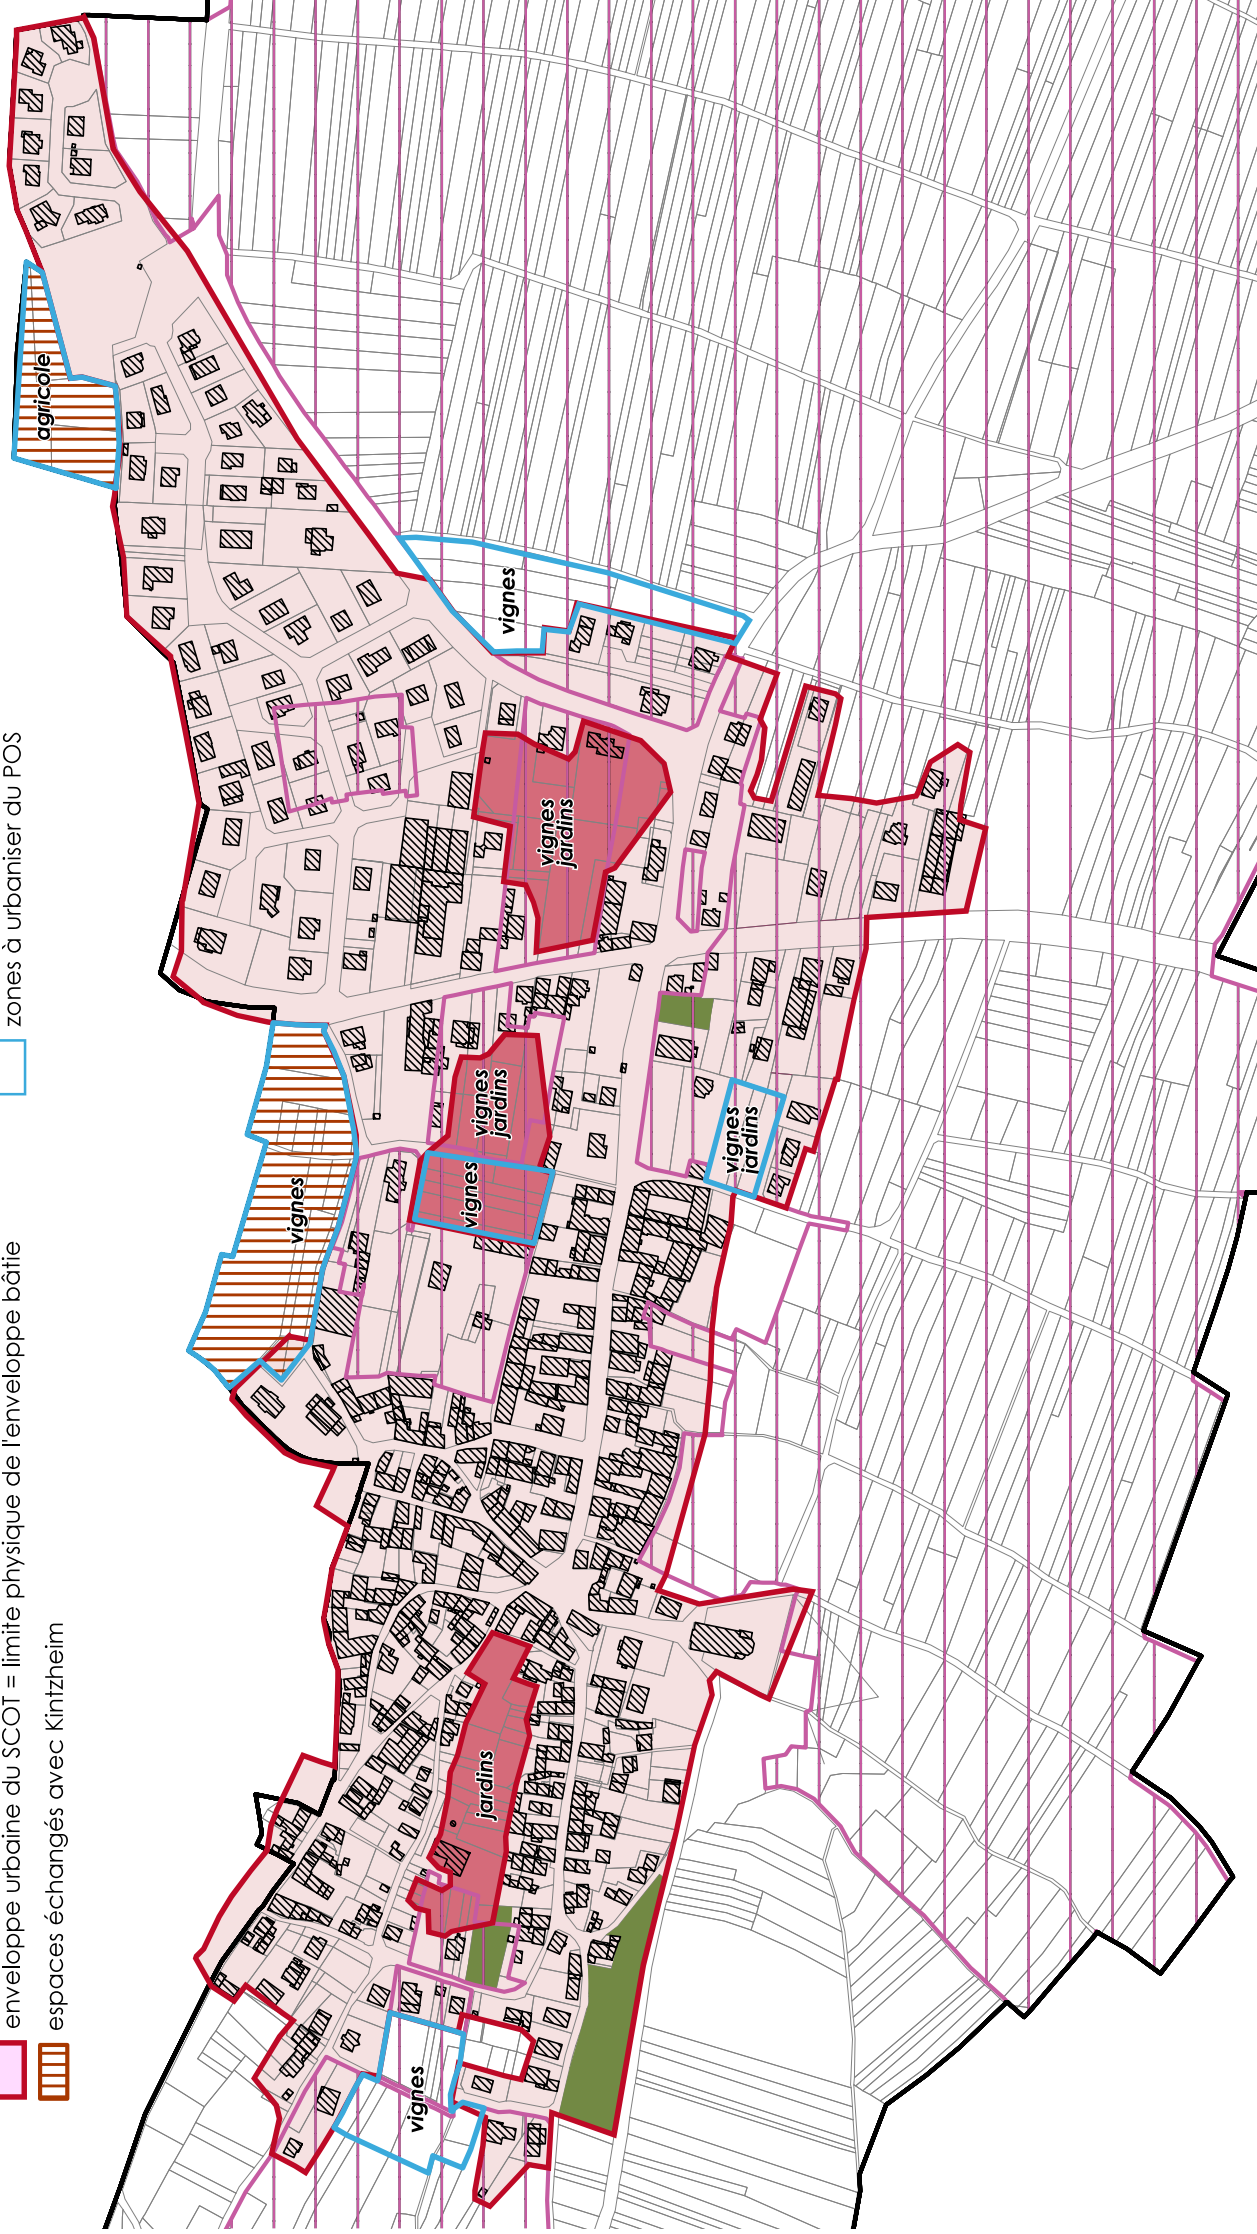 enveloppe urbaine du SCOT = limite physique de l'enveloppe bâtie
zones à urbaniser du POS
espaces échangés avec Kintzheim
agricole
vignes
vignes
jardins
vignes
vignes
jardins
vignes
vignes
jardins
jardins
vignes